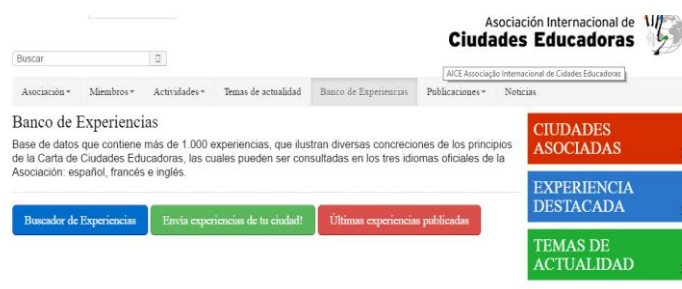 Asociación Internacional de
Ciudades Educadoras
Buscar
AICE Associação Internacional de Cidades Educadoras
Asociación Miembros Actividades Temas de actualidad Banco de Experiencias Publicaciones Noticias
Banco de Experiencias
Base de datos que contiene más de 1.000 experiencias, que ilustran diversas concreciones de los principios
de la Carta de Ciudades Educadoras, las cuales pueden ser consultadas en los tres idiomas oficiales de la
Asociación: español, francés e inglés.
Buscador de Experiencias Envia experiencias de tu ciudad! Últimas experiencias publicadas
CIUDADES
ASOCIADAS
EXPERIENCIA
DESTACADA
TEMAS DE
ACTUALIDAD